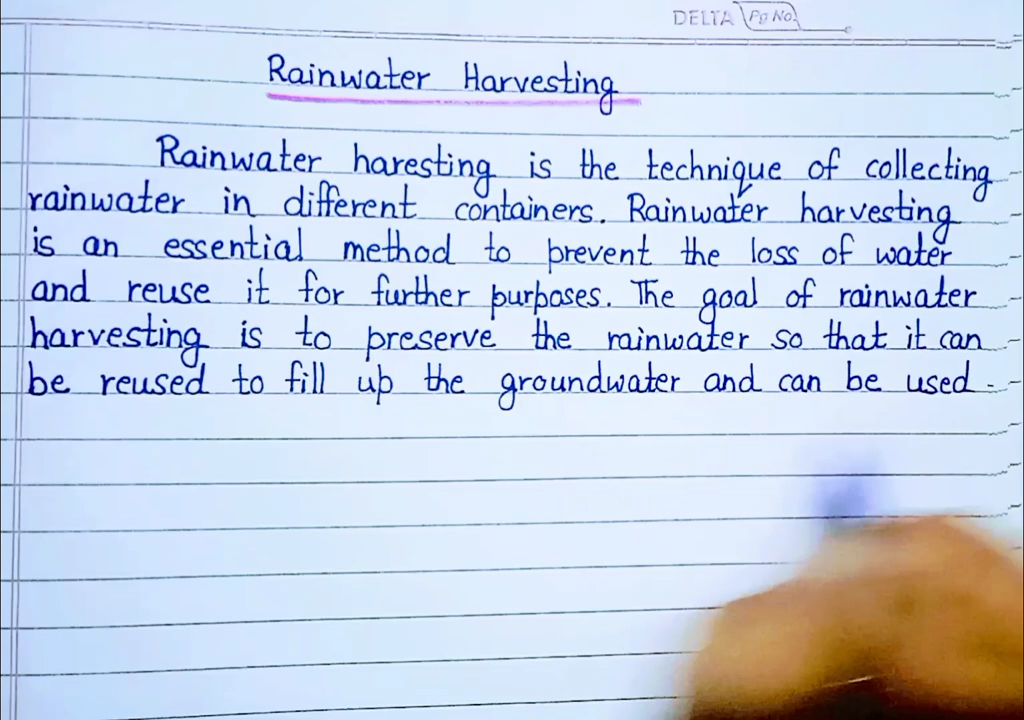 DELTA Pg No.
Rainwater Harvesting
Rainwater haresting is the technique of collecting
rainwater in different containers. Rainwater harvesting
is an essential method to prevent the loss of water
and reuse it for further purposes. The goal of rainwater
harvesting is to preserve the rainwater so that it can
be reused to fill up the groundwater and can be used